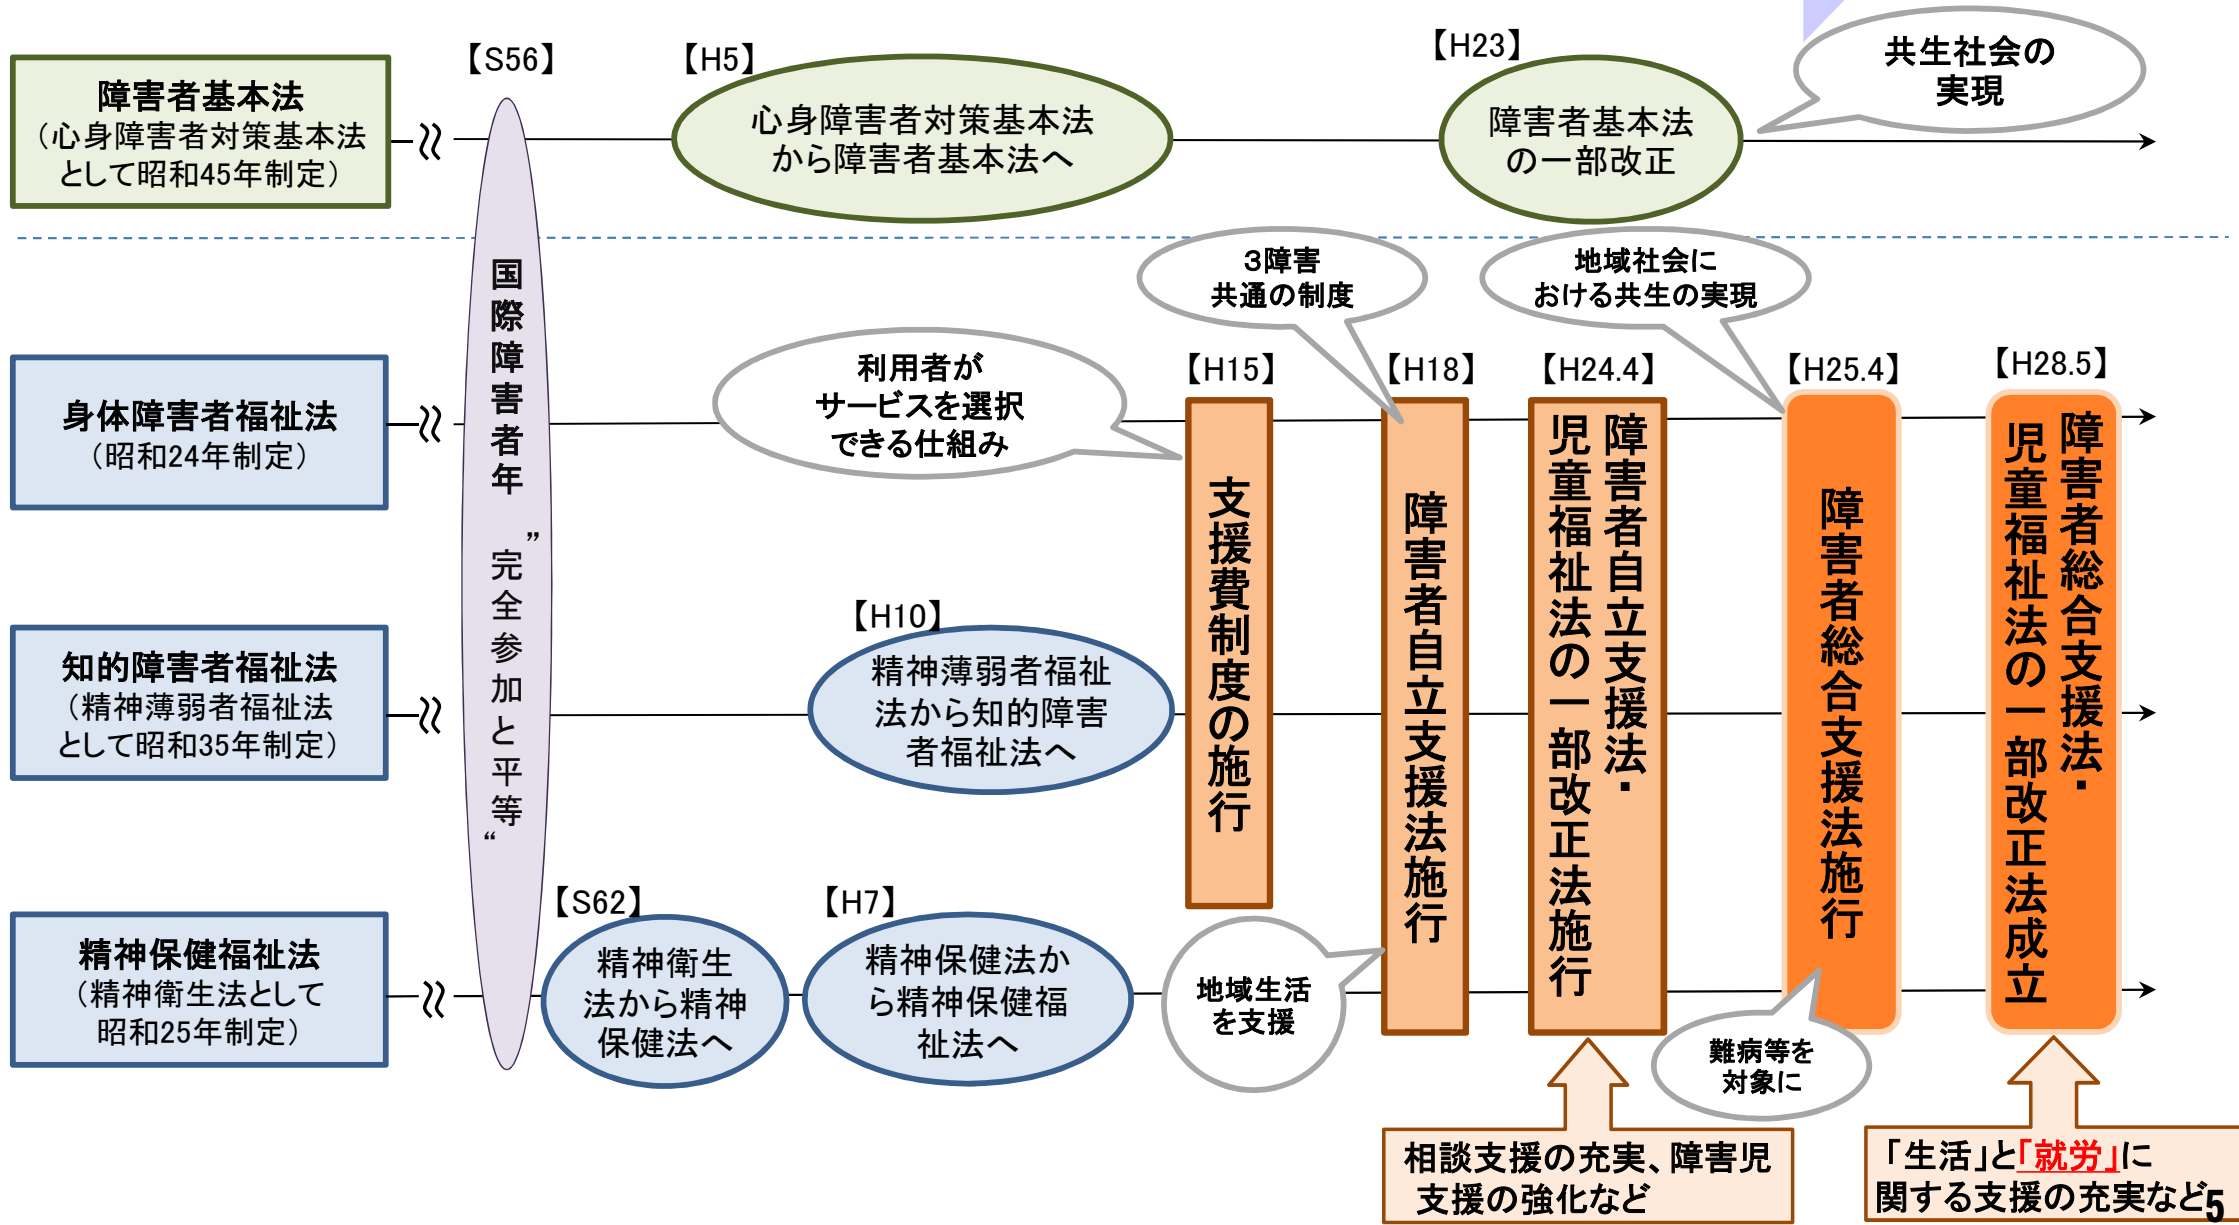 【S56】
【H5】
【H23】
共生社会の
実現
障害者基本法
（心身障害者対策基本法
として昭和45年制定）
心身障害者対策基本法
から障害者基本法へ
障害者基本法
の一部改正
国際障害者年
”完全参加と平等“
3障害
共通の制度
地域社会に
おける共生の実現
利用者が
サービスを選択
できる仕組み
【H15】
【H18】
【H24.4】
【H25.4】
【H28.5】
身体障害者福祉法
（昭和24年制定）
支援費制度の施行
障害者自立支援法施行
障害者自立支援法・
児童福祉法の一部改正法施行
障害者総合支援法施行
障害者総合支援法・
児童福祉法の一部改正法成立
【H10】
知的障害者福祉法
（精神薄弱者福祉法
として昭和35年制定）
精神薄弱者福祉
法から知的障害
者福祉法へ
【S62】
【H7】
精神保健福祉法
（精神衛生法として
昭和25年制定）
精神衛生
法から精神
保健法へ
精神保健法か
ら精神保健福
祉法へ
地域生活
を支援
難病等を
対象に
相談支援の充実、障害児
支援の強化など
「生活」と「就労」に
関する支援の充実など
5